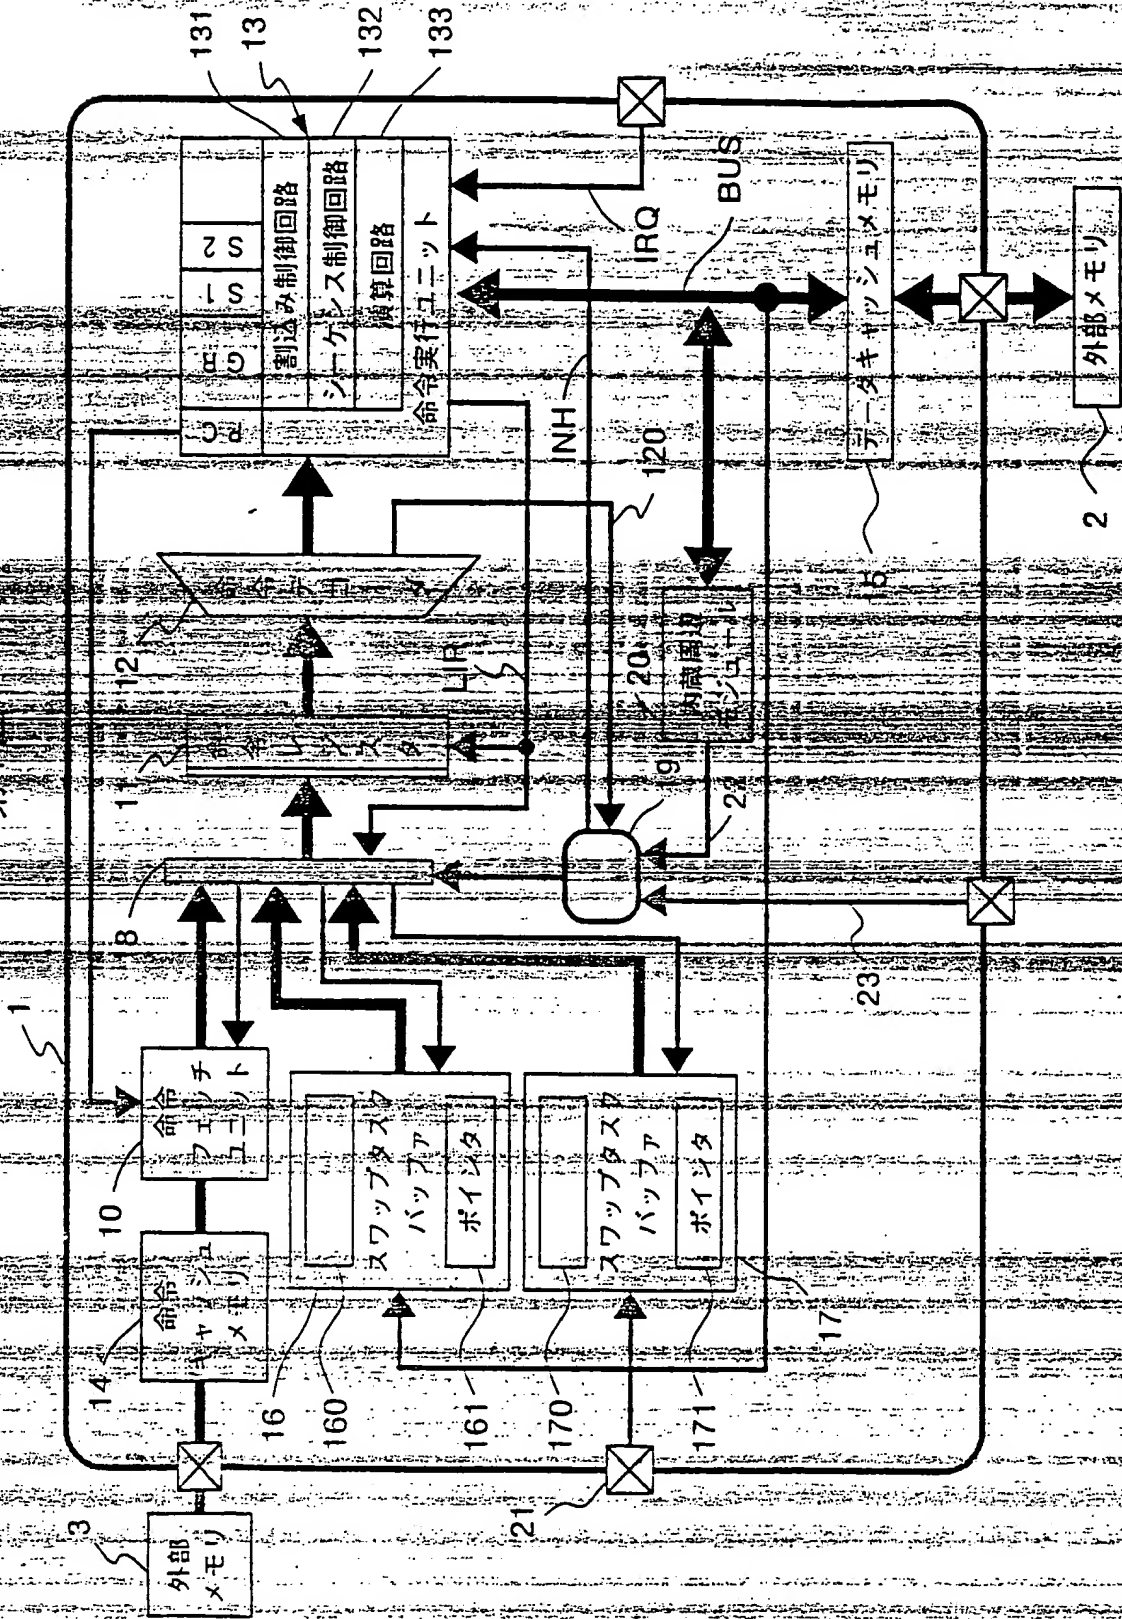 1
3
外部
メモリ
14
命令
キャッシュ
メモリ
10
命令
フェッチ
ユニット
8
11
命令
レジスタ
12
命令デコーダ
PC
GR
S1
S2
割込み制御回路
シーケンス制御回路
演算回路
命令実行ユニット
131
13
132
133
16
160
スワップタスク
バッファ
ポインタ
161
170
スワップタスク
バッファ
ポインタ
171
17
21
LIR
INH
120
IRQ
BUS
19
20
内蔵周辺
モジュール
22
23
データキャッシュメモリ
15
外部メモリ
2